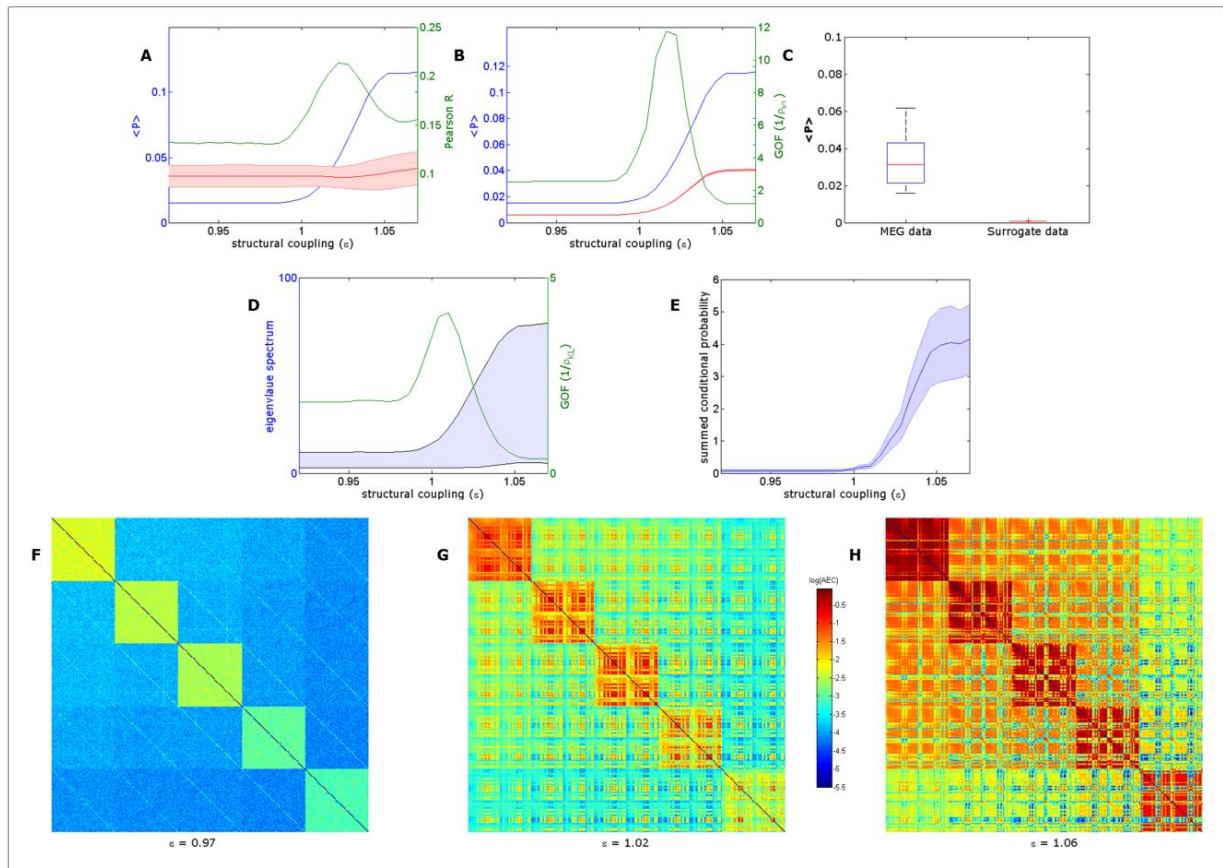 A
0.1
0.05
0
<P>
0.25
0.2
0.15
0.1
Pearson R
0.95
1
1.05
structural coupling (ε)
B
0.12
0.1
0.08
0.06
0.04
0.02
0
<P>
12
10
8
6
4
2
0
0.95
1
1.05
structural coupling (ε)
C
0.1
0.08
0.06
0.04
0.02
0
<P>
MEG data
Surrogate data
D
100
0
eigenvlaue spectrum
5
0
GOF (1/ρKL)
0.95
1
1.05
structural coupling (ε)
E
6
5
4
3
2
1
0
summed conditional probability
0.95
1
1.05
structural coupling (ε)
F
ε = 0.97
G
ε = 1.02
log(AEC)
-0.5
-1
-1.5
-2
-2.5
-3
-3.5
-4
-4.5
-5
-5.5
H
ε = 1.06